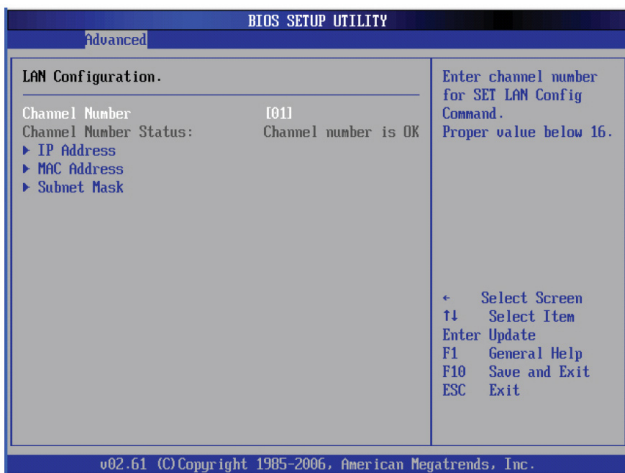 BIOS SETUP UTILITY
Advanced
LAN Configuration.
Channel Number [01]
Channel Number Status: Channel number is OK
▶ IP Address
▶ MAC Address
▶ Subnet Mask
Enter channel number
for SET LAN Config
Command.
Proper value below 16.
← Select Screen
↑↓ Select Item
Enter Update
F1 General Help
F10 Save and Exit
ESC Exit
v02.61 (C)Copyright 1985-2006, American Megatrends, Inc.